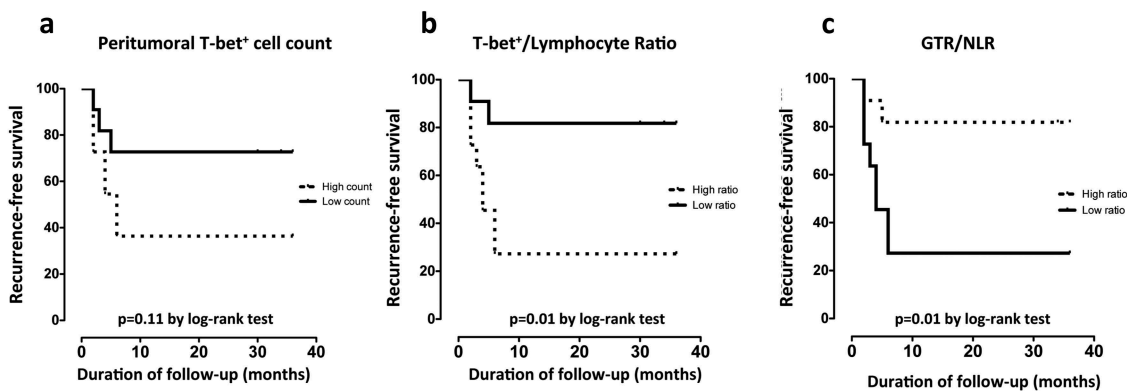 a
Peritumoral T-bet⁺ cell count
Recurrence-free survival
100
80
60
40
20
0
High count
Low count
p=0.11 by log-rank test
0 10 20 30 40
Duration of follow-up (months)
b
T-bet⁺/Lymphocyte Ratio
Recurrence-free survival
100
80
60
40
20
0
High ratio
Low ratio
p=0.01 by log-rank test
0 10 20 30 40
Duration of follow-up (months)
c
GTR/NLR
Recurrence-free survival
100
80
60
40
20
0
High ratio
Low ratio
p=0.01 by log-rank test
0 10 20 30 40
Duration of follow-up (months)